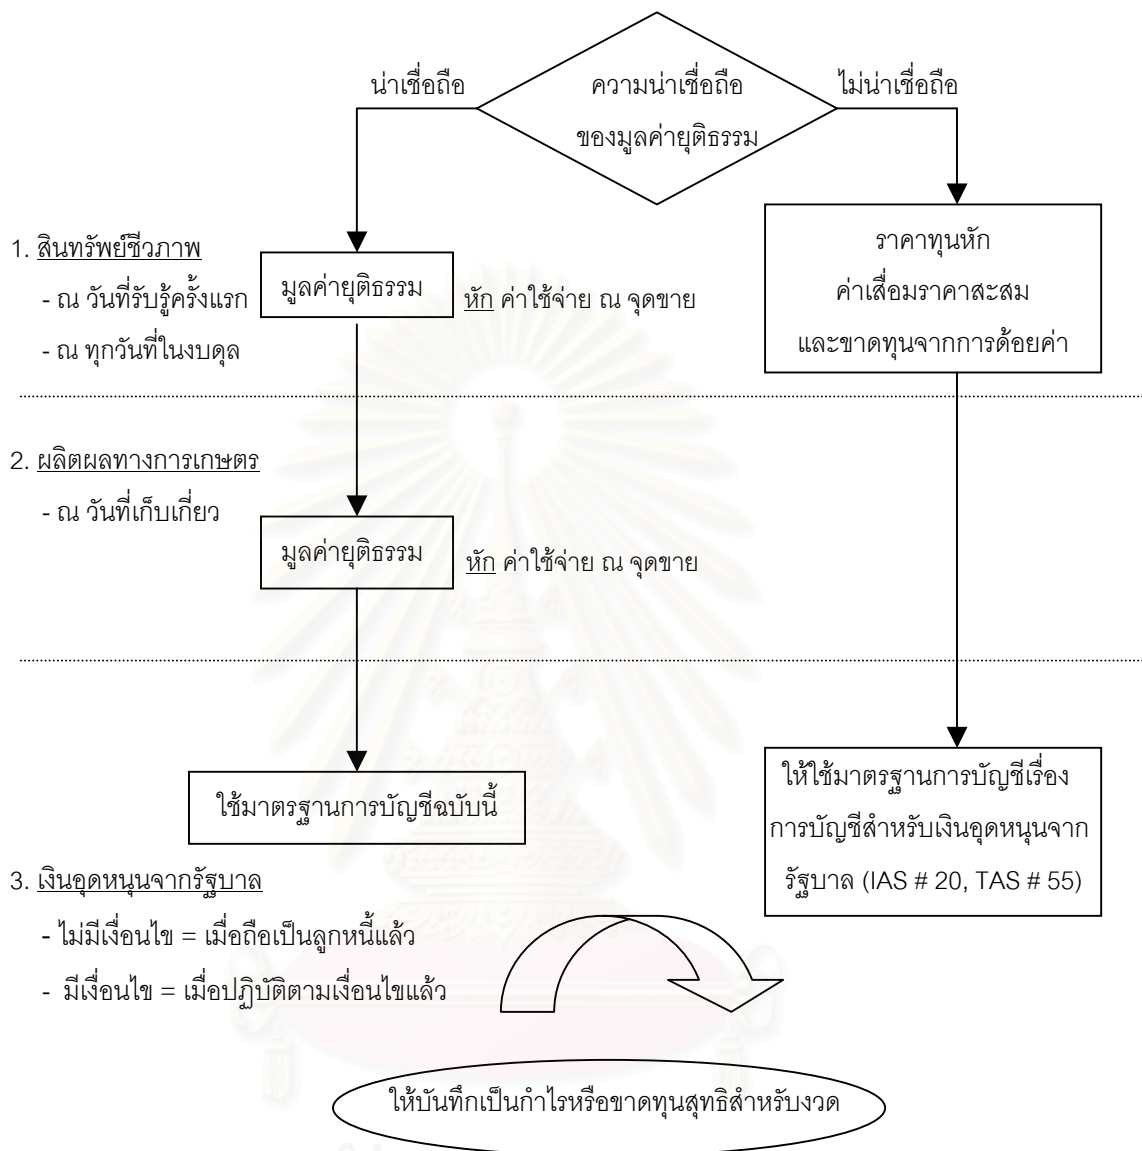 น่าเชื่อถือ
ความน่าเชื่อถือ
ของมูลค่ายุติธรรม
ไม่น่าเชื่อถือ
1. สินทรัพย์ชีวภาพ
- ณ วันที่รับรู้ครั้งแรก
- ณ ทุกวันที่ในงบดุล
มูลค่ายุติธรรม
หัก ค่าใช้จ่าย ณ จุดขาย
ราคาทุนหัก
ค่าเสื่อมราคาสะสม
และขาดทุนจากการด้อยค่า
2. ผลิตผลทางการเกษตร
- ณ วันที่เก็บเกี่ยว
มูลค่ายุติธรรม
หัก ค่าใช้จ่าย ณ จุดขาย
ใช้มาตรฐานการบัญชีฉบับนี้
ให้ใช้มาตรฐานการบัญชีเรื่อง
การบัญชีสำหรับเงินอุดหนุนจาก
รัฐบาล (IAS # 20, TAS # 55)
3. เงินอุดหนุนจากรัฐบาล
- ไม่มีเงื่อนไข = เมื่อถือเป็นลูกหนี้แล้ว
- มีเงื่อนไข = เมื่อปฏิบัติตามเงื่อนไขแล้ว
ให้บันทึกเป็นกำไรหรือขาดทุนสุทธิสำหรับงวด